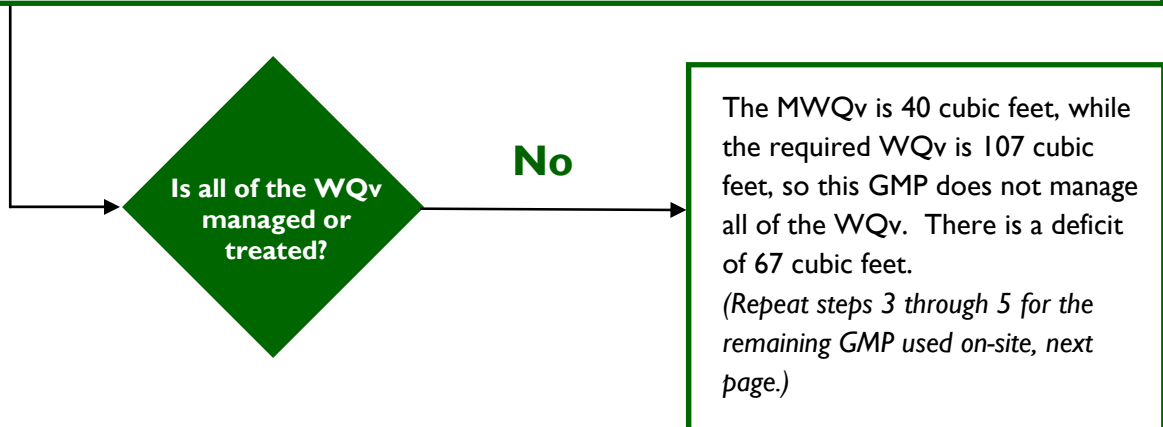 Is all of the WQv
managed or
treated?
No
The MWQv is 40 cubic feet, while
the required WQv is 107 cubic
feet, so this GMP does not manage
all of the WQv.  There is a deficit
of 67 cubic feet.
(Repeat steps 3 through 5 for the
remaining GMP used on-site, next
page.)